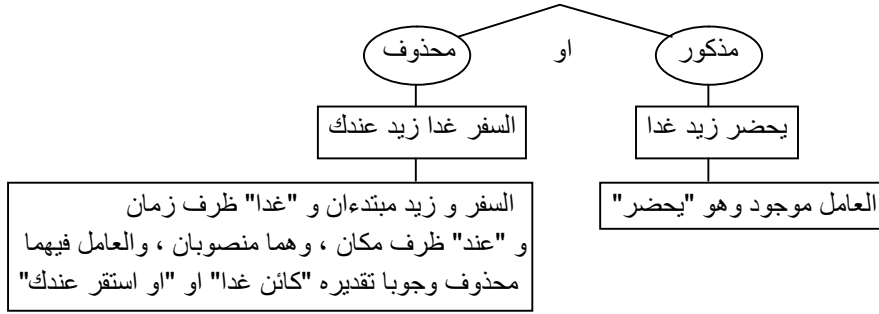 مذكور
او
محذوف
يحضر زيد غدا
السفر غدا زيد عندك
العامل موجود وهو "يحضر"
السفر و زيد مبتدءان و "غدا" ظرف زمان
و "عند" ظرف مكان ، وهما منصوبان ، والعامل فيهما
محذوف وجوبا تقديره "كائن غدا" او "او استقر عندك"